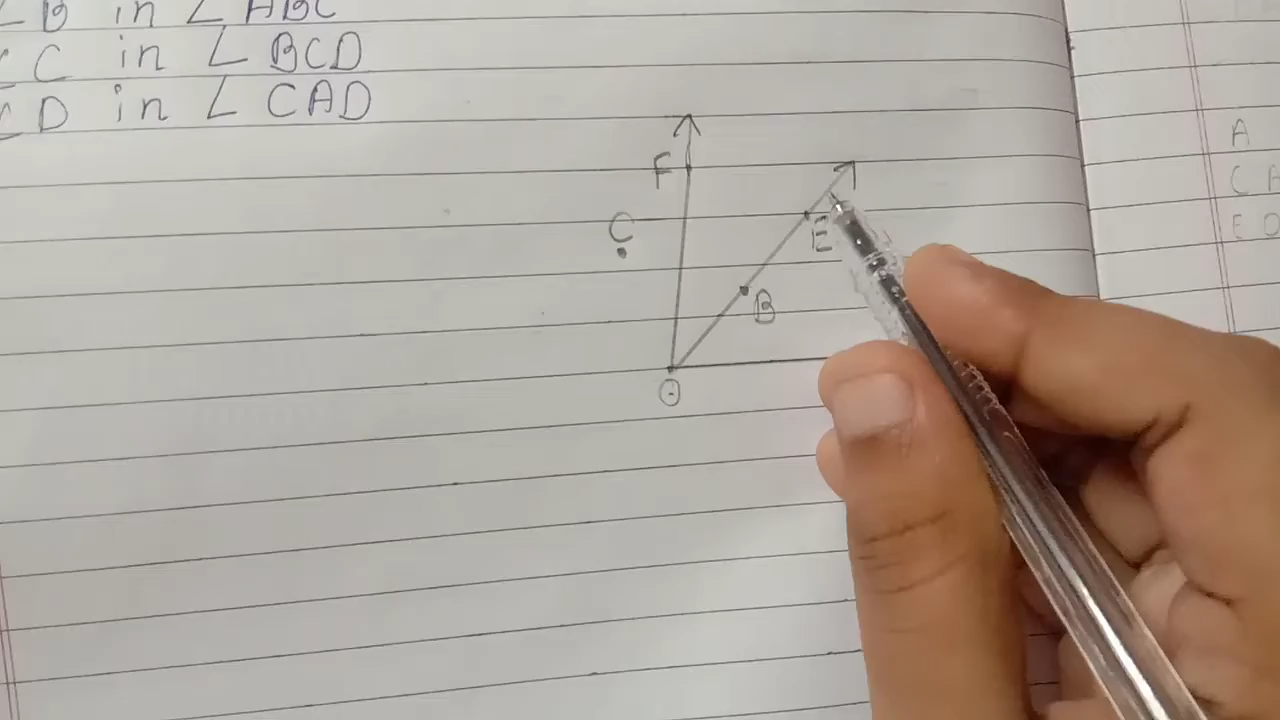 ∠B in ∠ABC
∠C in ∠BCD
∠D in ∠CAD
F
C
E
B
O
A
C A
E O